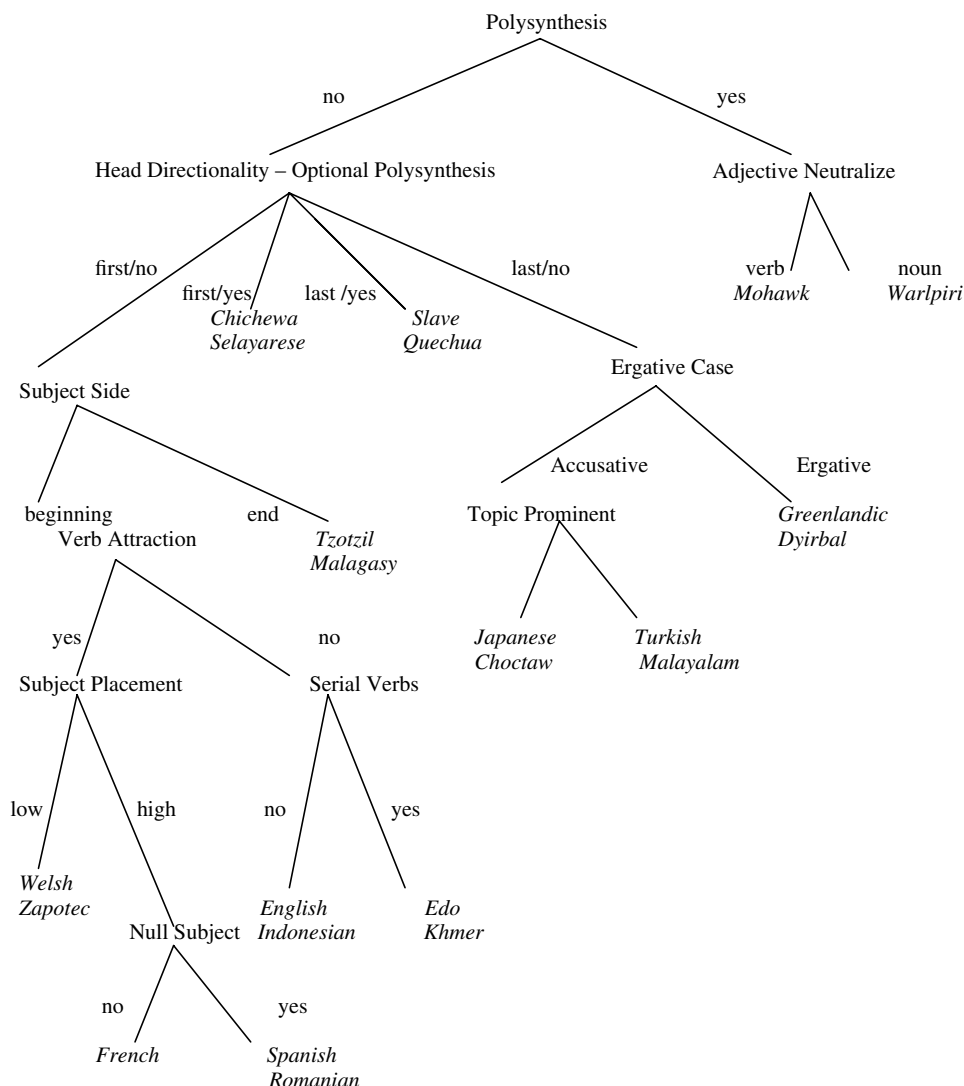 Polysynthesis
no yes
Head Directionality – Optional Polysynthesis Adjective Neutralize
first/no last/no verb noun
Mohawk Warlpiri
first/yes last /yes
Chichewa Slave
Selayarese Quechua
Ergative Case
Subject Side
Accusative Ergative
beginning end Topic Prominent Greenlandic
Verb Attraction Tzotzil Dyirbal
Malagasy
yes no Japanese Turkish
Choctaw Malayalam
Subject Placement Serial Verbs
low high no yes
Welsh
Zapotec English Edo
Indonesian Khmer
Null Subject
no yes
French Spanish
Romanian